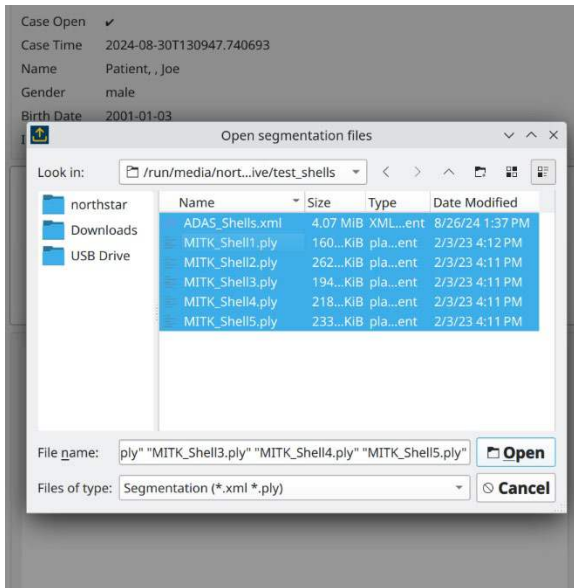 Case Open ✔
Case Time 2024-08-30T130947.740693
Name Patient, , Joe
Gender male
Birth Date 2001-01-03
Open segmentation files
Look in: /run/media/nort...ive/test_shells
northstar
Downloads
USB Drive
Name Size Type Date Modified
ADAS_Shells.xml 4.07 MiB XML...ent 8/26/24 1:37 PM
MITK_Shell1.ply 160...KiB pla...ent 2/3/23 4:12 PM
MITK_Shell2.ply 262...KiB pla...ent 2/3/23 4:11 PM
MITK_Shell3.ply 194...KiB pla...ent 2/3/23 4:11 PM
MITK_Shell4.ply 218...KiB pla...ent 2/3/23 4:11 PM
MITK_Shell5.ply 233...KiB pla...ent 2/3/23 4:11 PM
File name: ply" "MITK_Shell3.ply" "MITK_Shell4.ply" "MITK_Shell5.ply" Open
Files of type: Segmentation (*.xml *.ply) Cancel